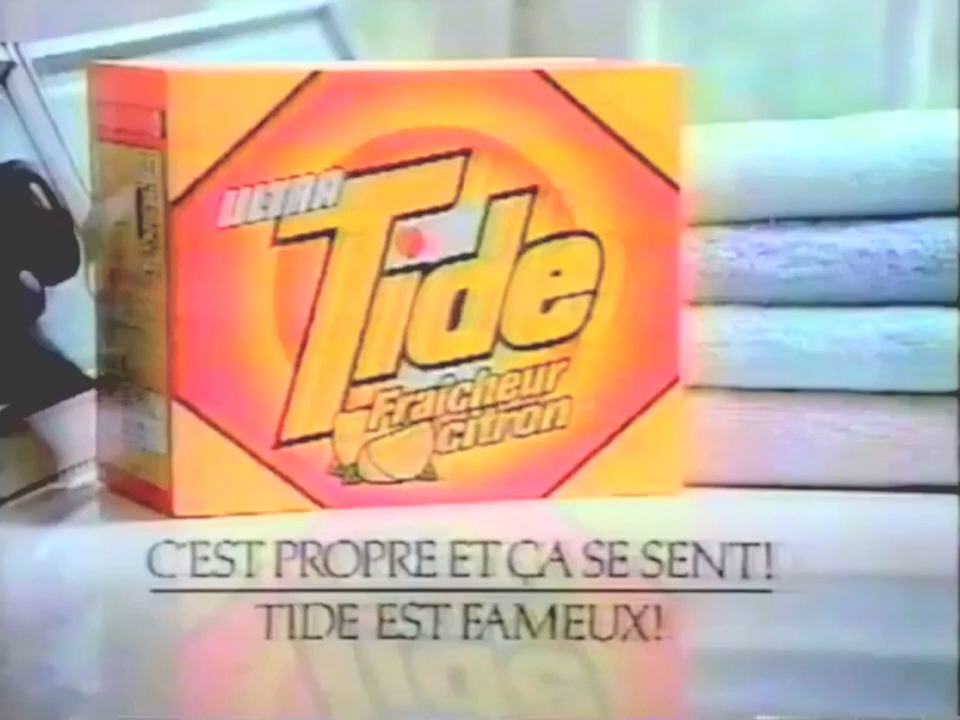 ULTRA
Tide
Fraîcheur
citron
C'EST PROPRE ET ÇA SE SENT!
TIDE EST FAMEUX!